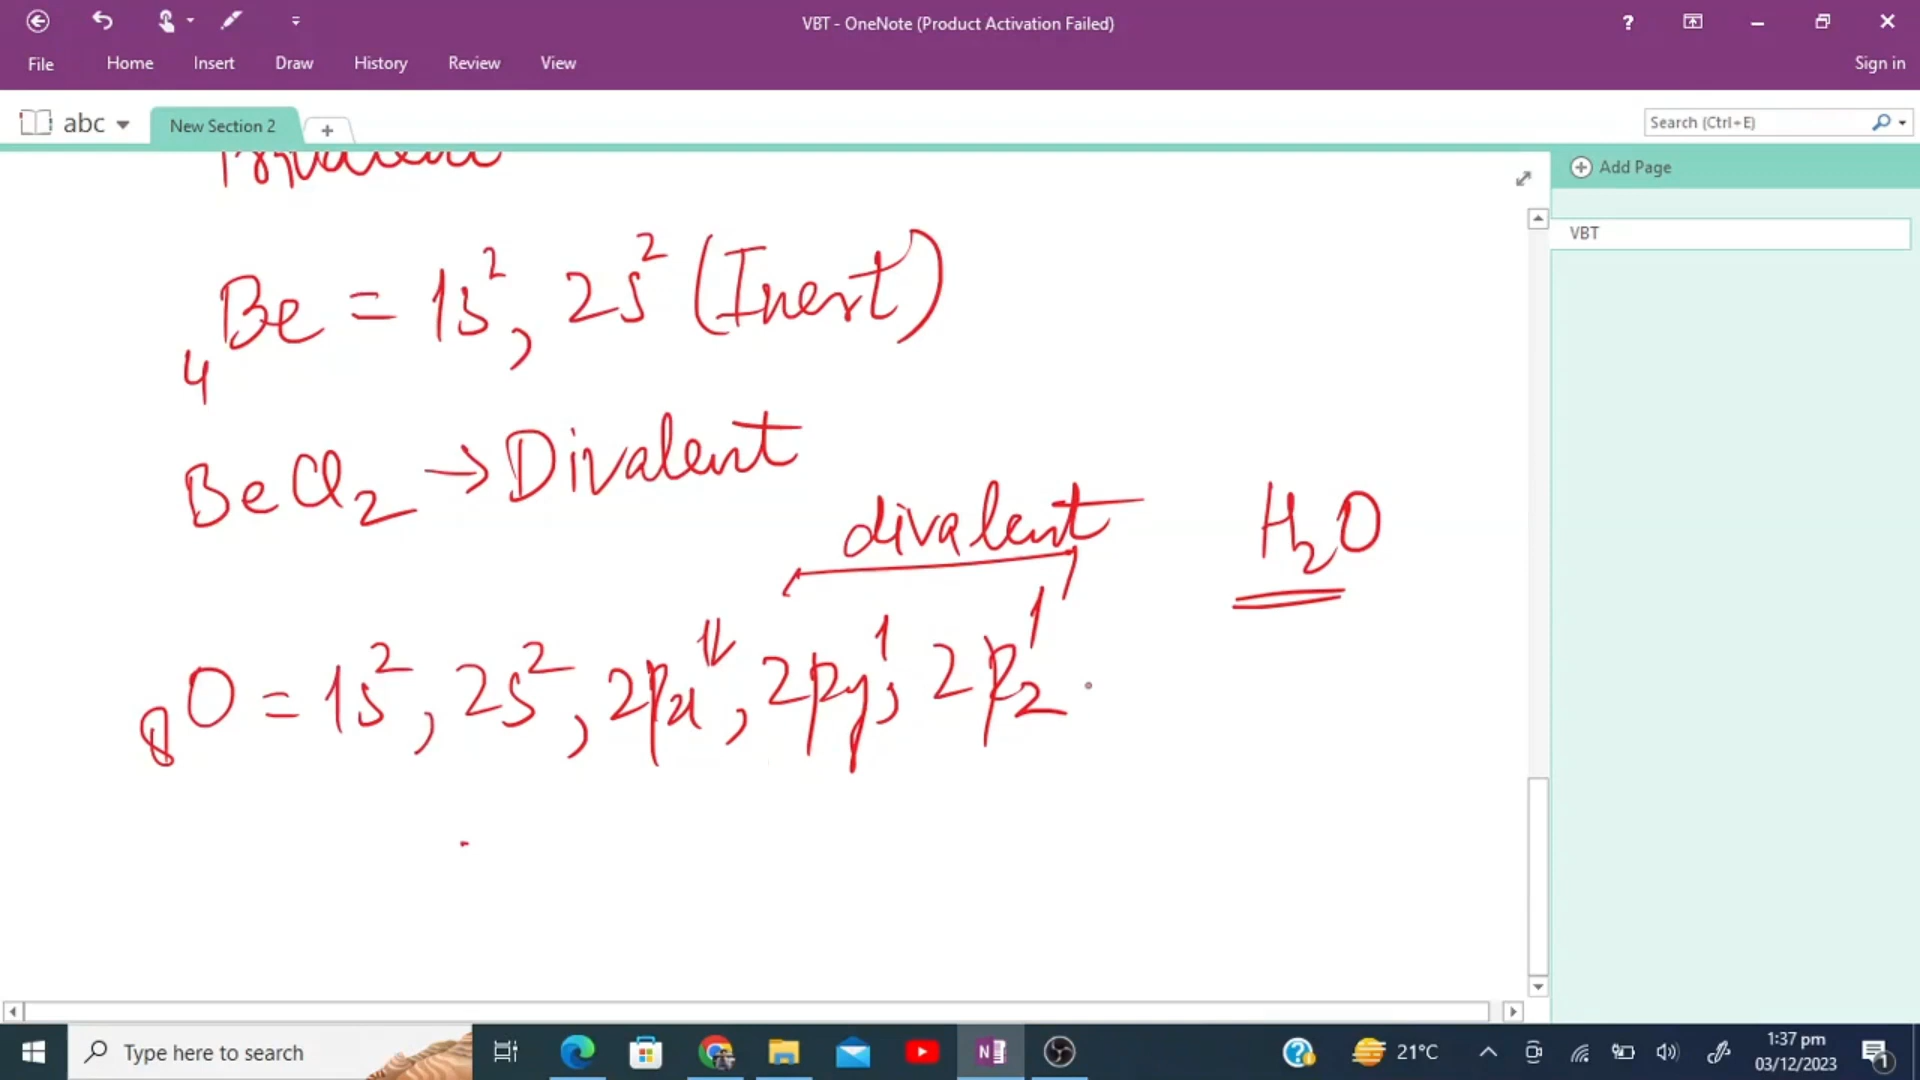 VBT - OneNote (Product Activation Failed)
?
File Home Insert Draw History Review View Sign in
abc New Section 2 +
Search (Ctrl+E)
Add Page
VBT
₄Be = 1s², 2s² (Inert)
BeCl₂ → Divalent
divalent
H₂O
₈O = 1s², 2s², 2pₓ¹⇂, 2py¹, 2pz¹
Type here to search
21°C
1:37 pm
03/12/2023
1